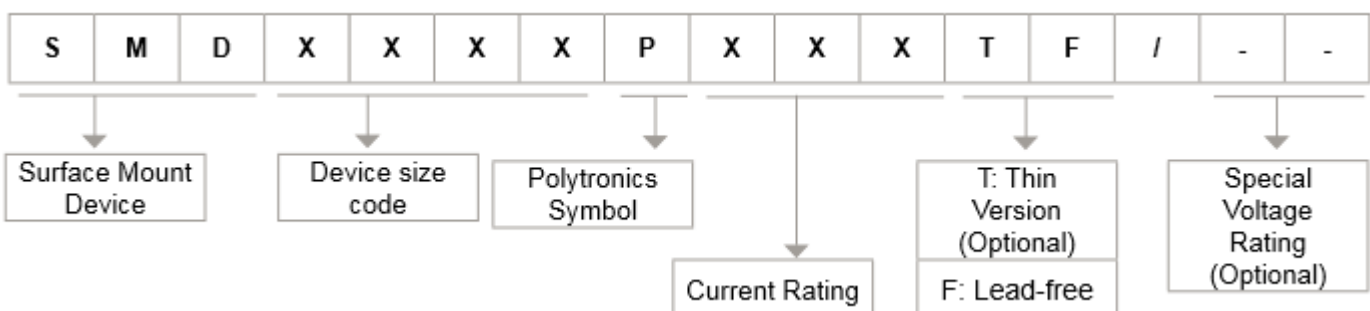 S M D X X X X P X X X T F / - -
Surface Mount
Device
Device size
code
Polytronics
Symbol
Current Rating
T: Thin
Version
(Optional)
F: Lead-free
Special
Voltage
Rating
(Optional)